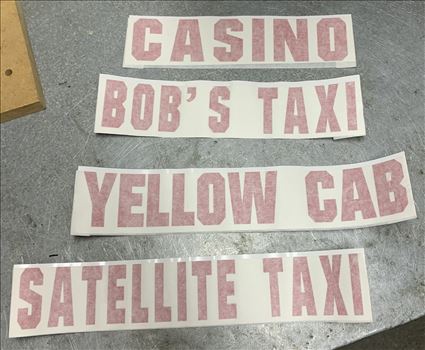 CASINO
BOB'S TAXI
YELLOW CAB
SATELLITE TAXI